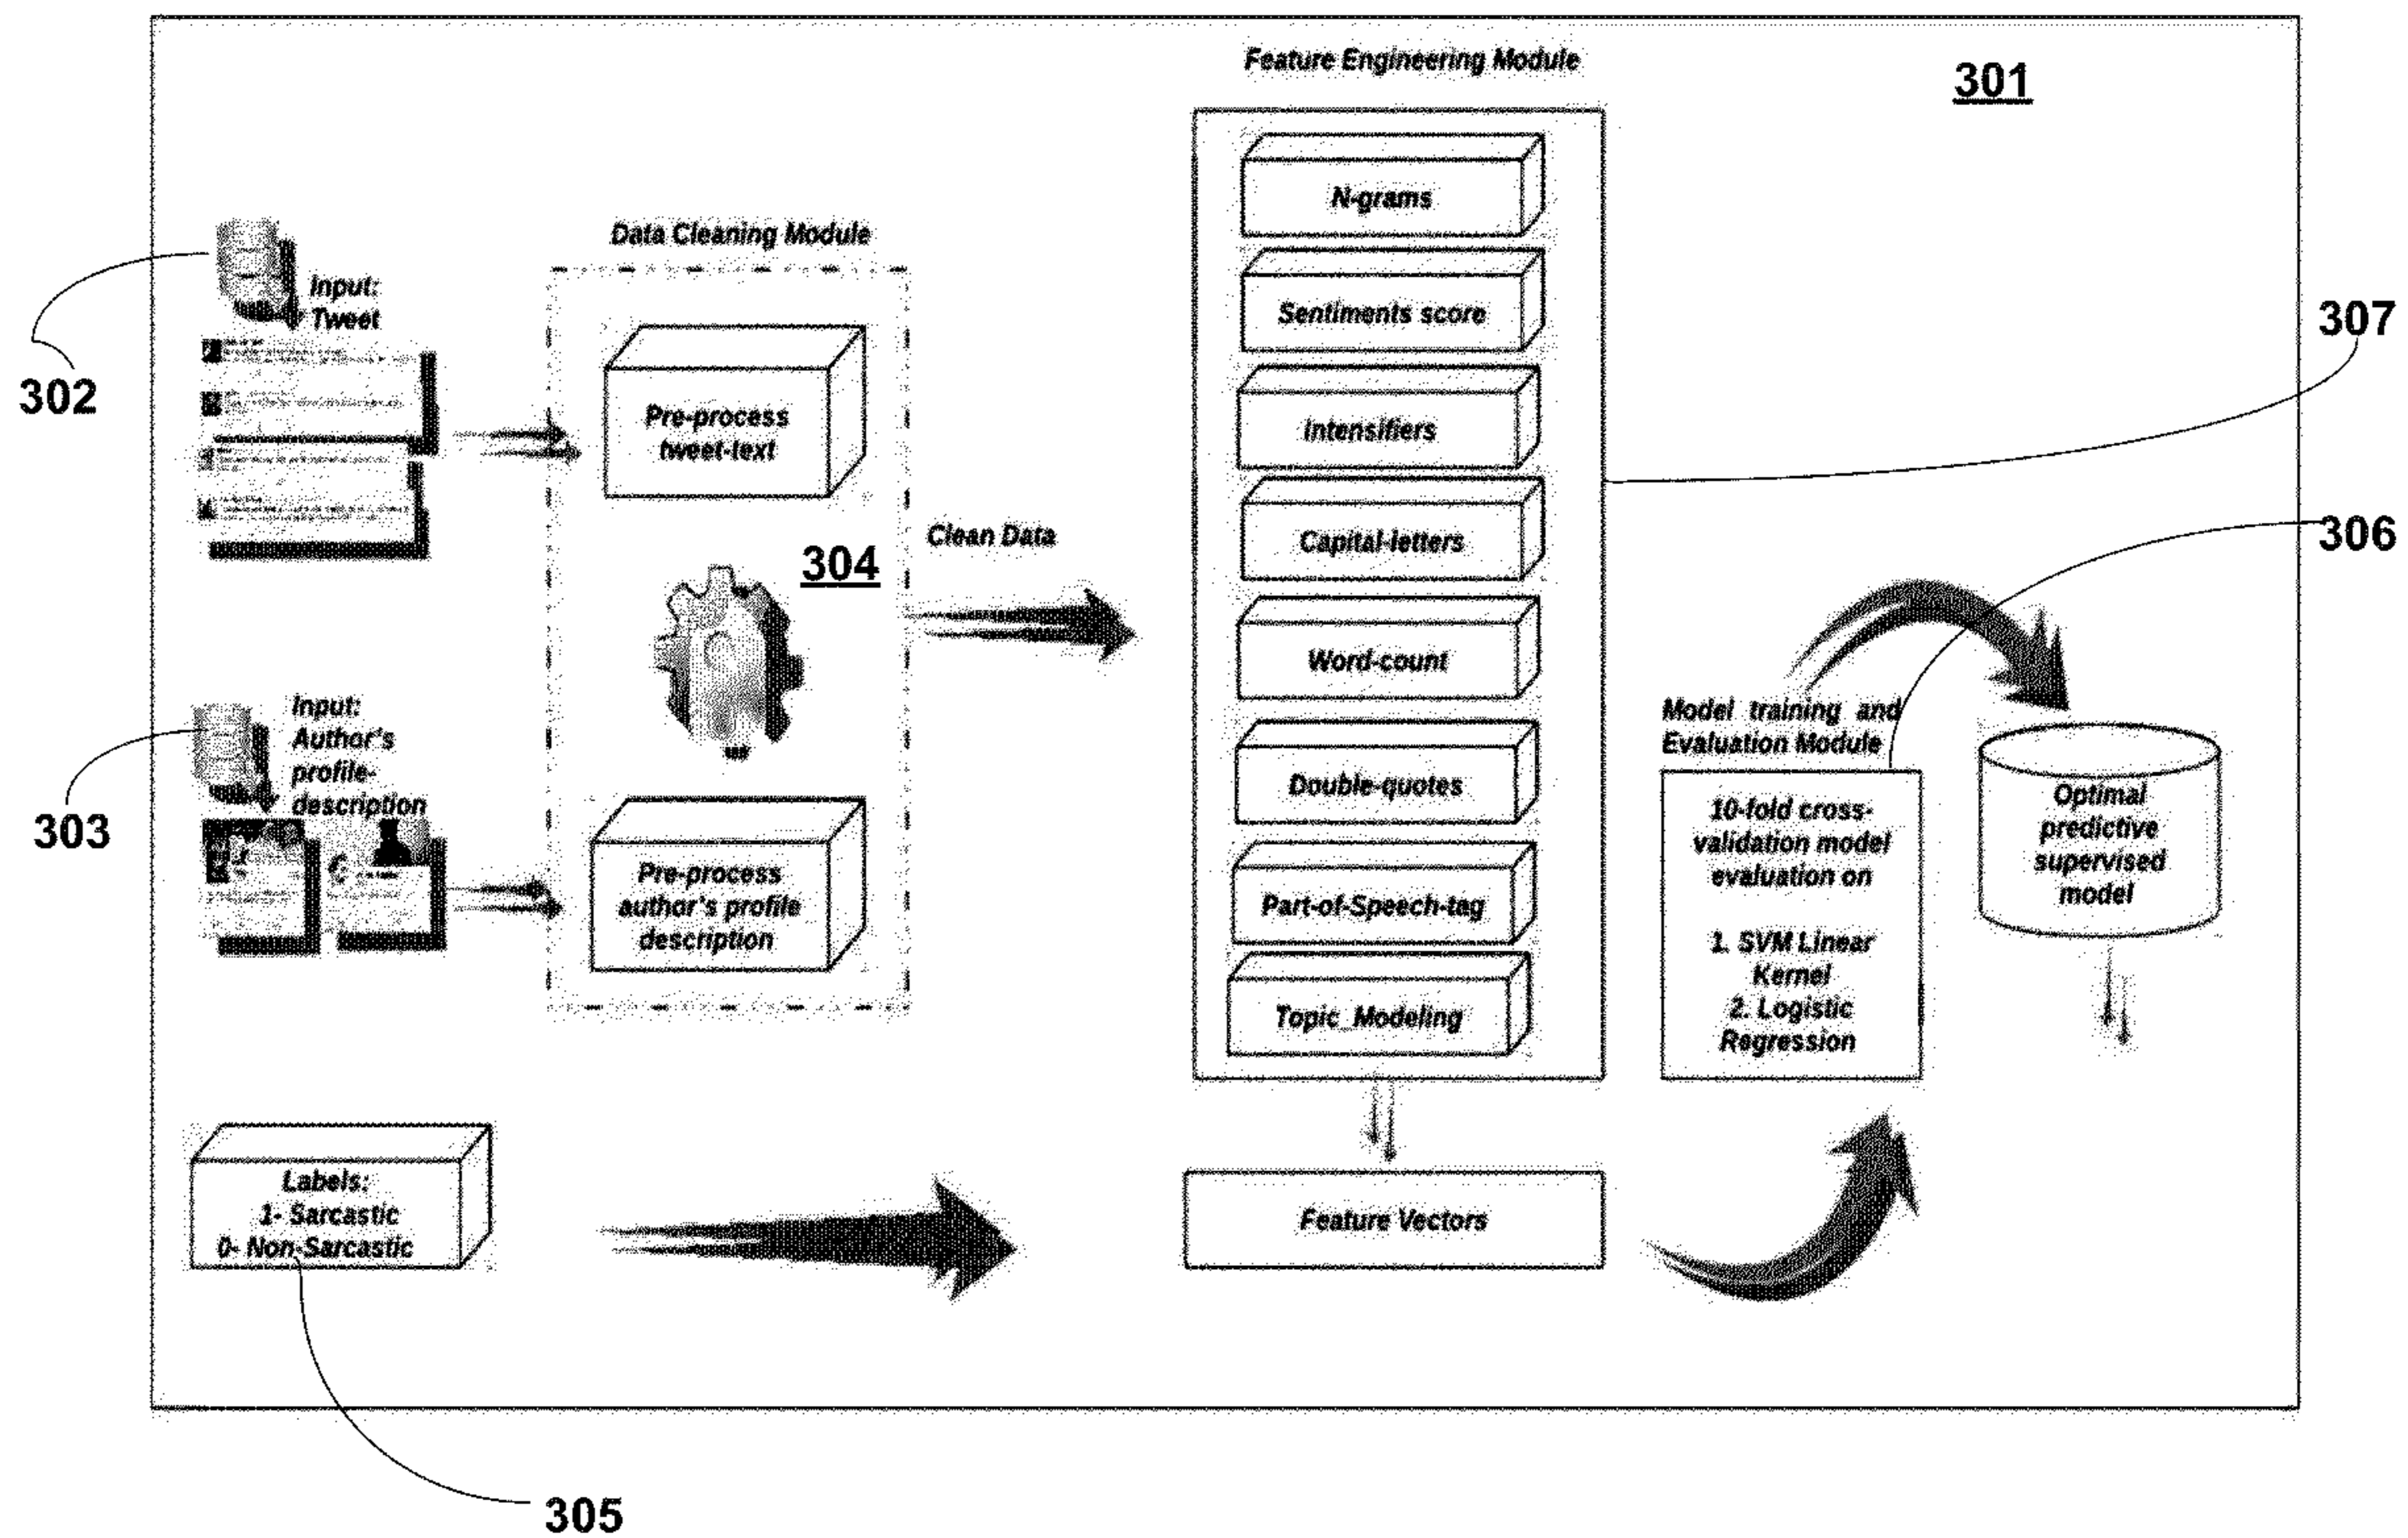 Feature Engineering Module
301
N-grams
Sentiments score
Intensifiers
Capital-letters
Word-count
Double-quotes
Part-of-Speech-tag
Topic_Modeling
307
306
Data Cleaning Module
Input:
Tweet
302
Pre-process
tweet-text
304
Clean Data
Input:
Author's
profile-
description
303
Pre-process
author's profile
description
Model training and
Evaluation Module
10-fold cross-
validation model
evaluation on
1. SVM Linear
Kernel
2. Logistic
Regression
Optimal
predictive
supervised
model
Labels:
1- Sarcastic
0- Non-Sarcastic
Feature Vectors
305